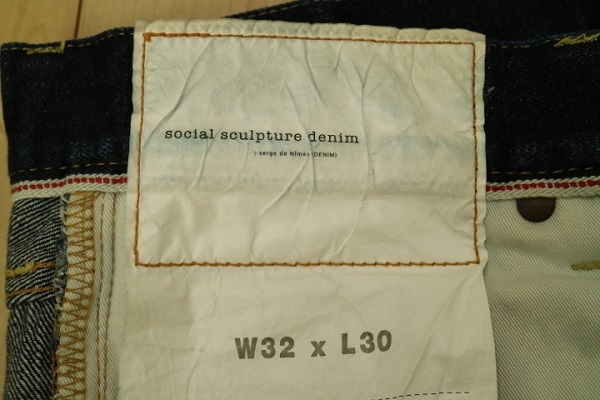 social sculpture denim
: serge de Nîmes (DENIM)
W32 x L30